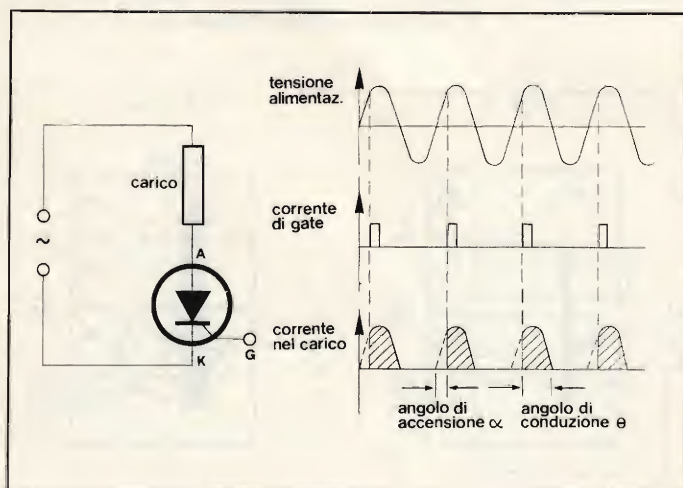 carico
~
A
K
G
tensione
alimentaz.
corrente
di gate
corrente
nel carico
angolo di
accensione ∝
angolo di
conduzione θ